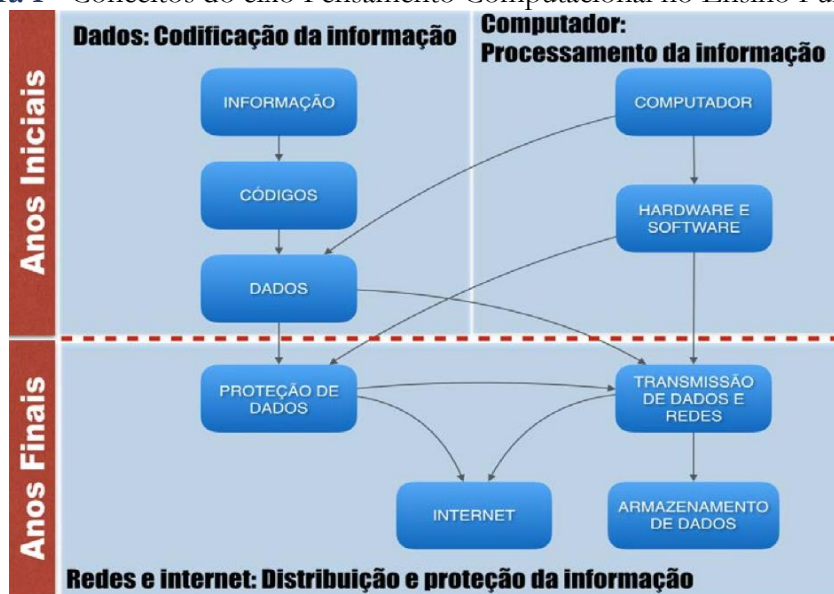 Conceitos do eixo Pensamento Computacional no Ensino
Anos Iniciais
Dados: Codificação da informação
Computador:
Processamento da informação
INFORMAÇÃO
COMPUTADOR
CÓDIGOS
HARDWARE E
SOFTWARE
DADOS
Anos Finais
PROTEÇÃO DE
DADOS
TRANSMISSÃO
DE DADOS E
REDES
INTERNET
ARMAZENAMENTO
DE DADOS
Redes e internet: Distribuição e proteção da informação